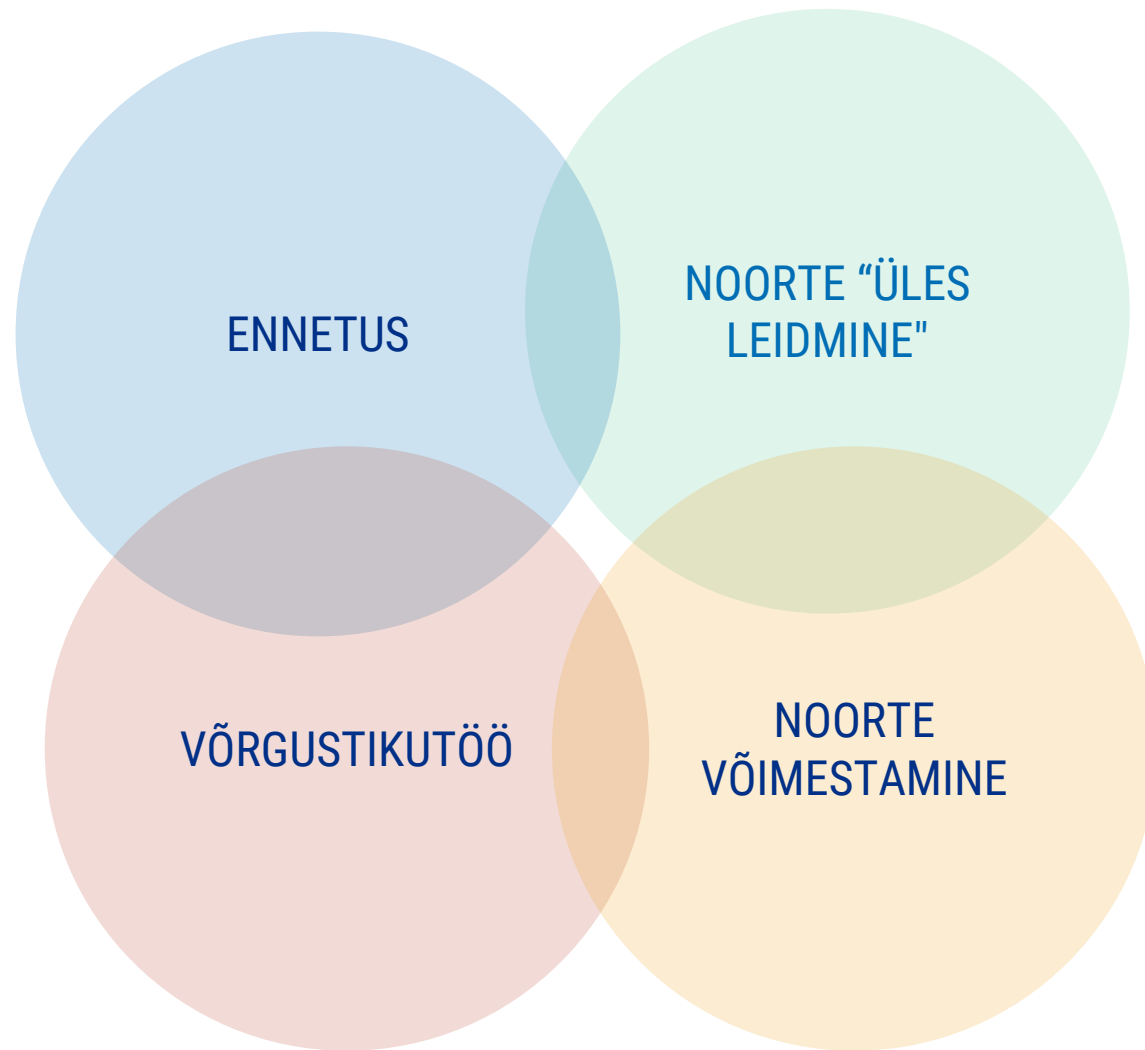 ENNETUS
NOORTE “ÜLES
LEIDMINE"
VÕRGUSTIKUTÖÖ
NOORTE
VÕIMESTAMINE